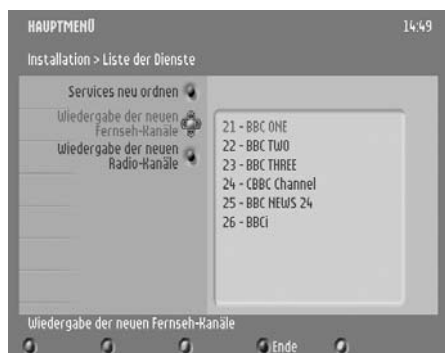 HAUPTMENÜ 14:49
Installation > Liste der Dienste
Services neu ordnen
Wiedergabe der neuen
Fernseh-Kanäle
Wiedergabe der neuen
Radio-Kanäle
21 - BBC ONE
22 - BBC TWO
23 - BBC THREE
24 - CBBC Channel
25 - BBC NEWS 24
26 - BBCi
Wiedergabe der neuen Fernseh-Kanäle
Ende